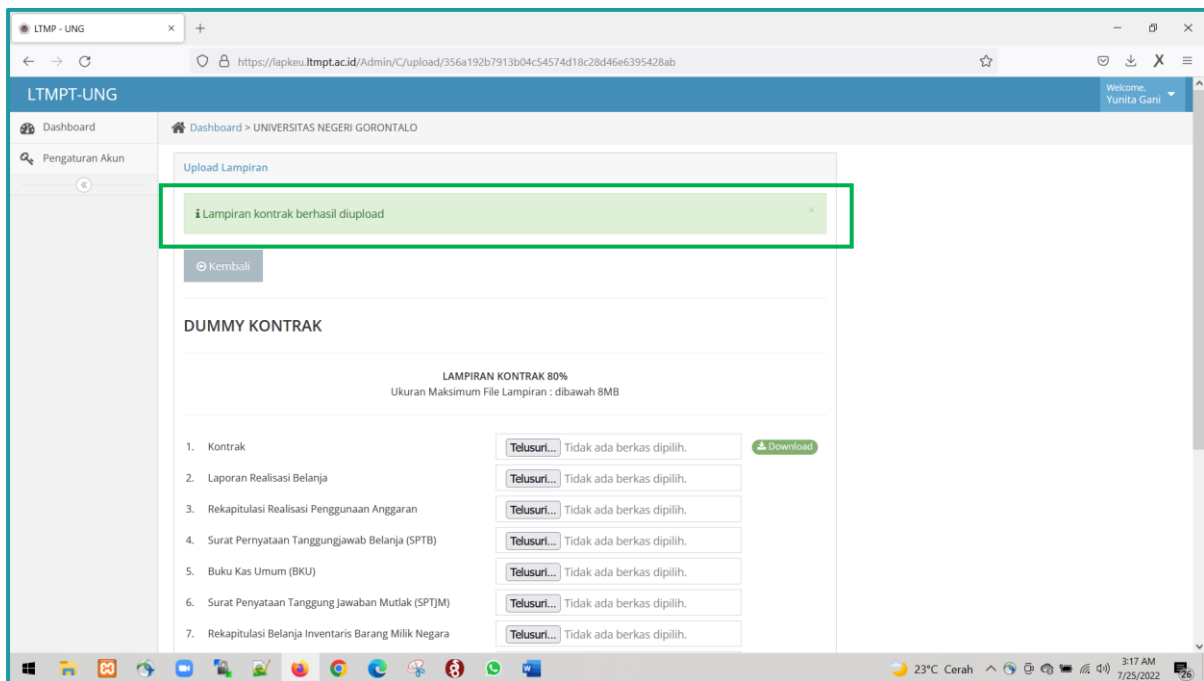 LTMP - UNG
https://lapkeu.ltmpt.ac.id/Admin/C/upload/356a192b7913b04c54574d18c28d46e6395428ab
LTMPT-UNG
Welcome,
Yunita Gani
Dashboard
Dashboard > UNIVERSITAS NEGERI GORONTALO
Pengaturan Akun
Upload Lampiran
Lampiran kontrak berhasil diupload
Kembali
DUMMY KONTRAK
LAMPIRAN KONTRAK 80%
Ukuran Maksimum File Lampiran : dibawah 8MB
1. Kontrak Telusuri... Tidak ada berkas dipilih. Download
2. Laporan Realisasi Belanja Telusuri... Tidak ada berkas dipilih.
3. Rekapitulasi Realisasi Penggunaan Anggaran Telusuri... Tidak ada berkas dipilih.
4. Surat Pernyataan Tanggungjawab Belanja (SPTB) Telusuri... Tidak ada berkas dipilih.
5. Buku Kas Umum (BKU) Telusuri... Tidak ada berkas dipilih.
6. Surat Penyataan Tanggung Jawaban Mutlak (SPTJM) Telusuri... Tidak ada berkas dipilih.
7. Rekapitulasi Belanja Inventaris Barang Milik Negara Telusuri... Tidak ada berkas dipilih.
23°C Cerah
3:17 AM
7/25/2022
26